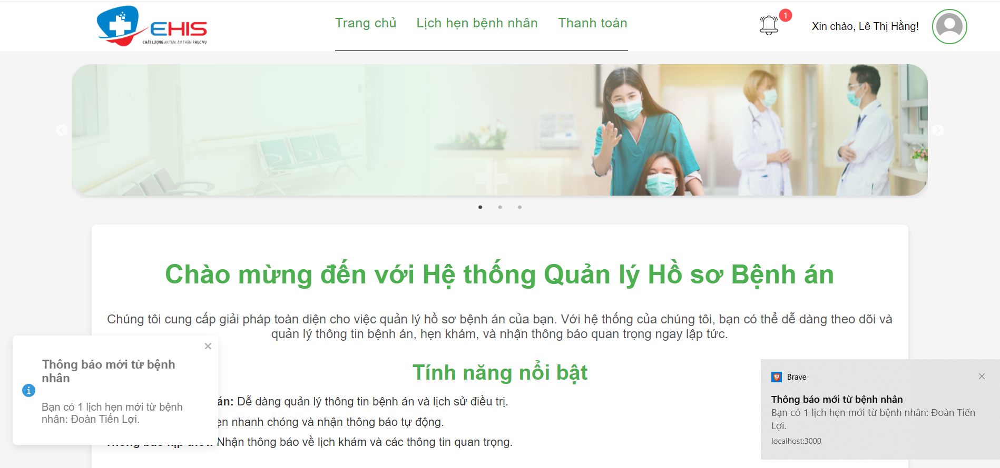 EHIS
CHẤT LƯỢNG AN TÂM, ÂM THẦM PHỤC VỤ
Trang chủ
Lịch hẹn bệnh nhân
Thanh toán
1
Xin chào, Lê Thị Hằng!
Chào mừng đến với Hệ thống Quản lý Hồ sơ Bệnh án
Chúng tôi cung cấp giải pháp toàn diện cho việc quản lý hồ sơ bệnh án của bạn. Với hệ thống của chúng tôi, bạn có thể dễ dàng theo dõi và
quản lý thông tin bệnh án, hẹn khám, và nhận thông báo quan trọng ngay lập tức.
Tính năng nổi bật
án: Dễ dàng quản lý thông tin bệnh án và lịch sử điều trị.
nhanh chóng và nhận thông báo tự động.
Nhận thông báo về lịch khám và các thông tin quan trọng.
Thông báo mới từ bệnh
nhân
Bạn có 1 lịch hẹn mới từ bệnh
nhân: Đoàn Tiến Lợi.
Brave
Thông báo mới từ bệnh nhân
Bạn có 1 lịch hẹn mới từ bệnh nhân: Đoàn Tiến
Lợi.
localhost:3000